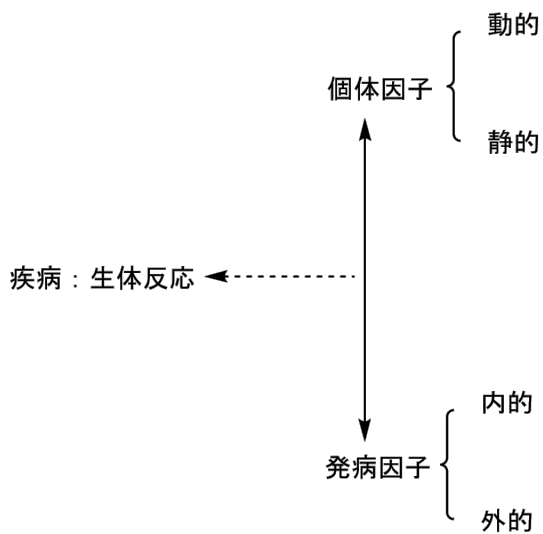 動的
個体因子
静的
疾病：生体反応
内的
発病因子
外的